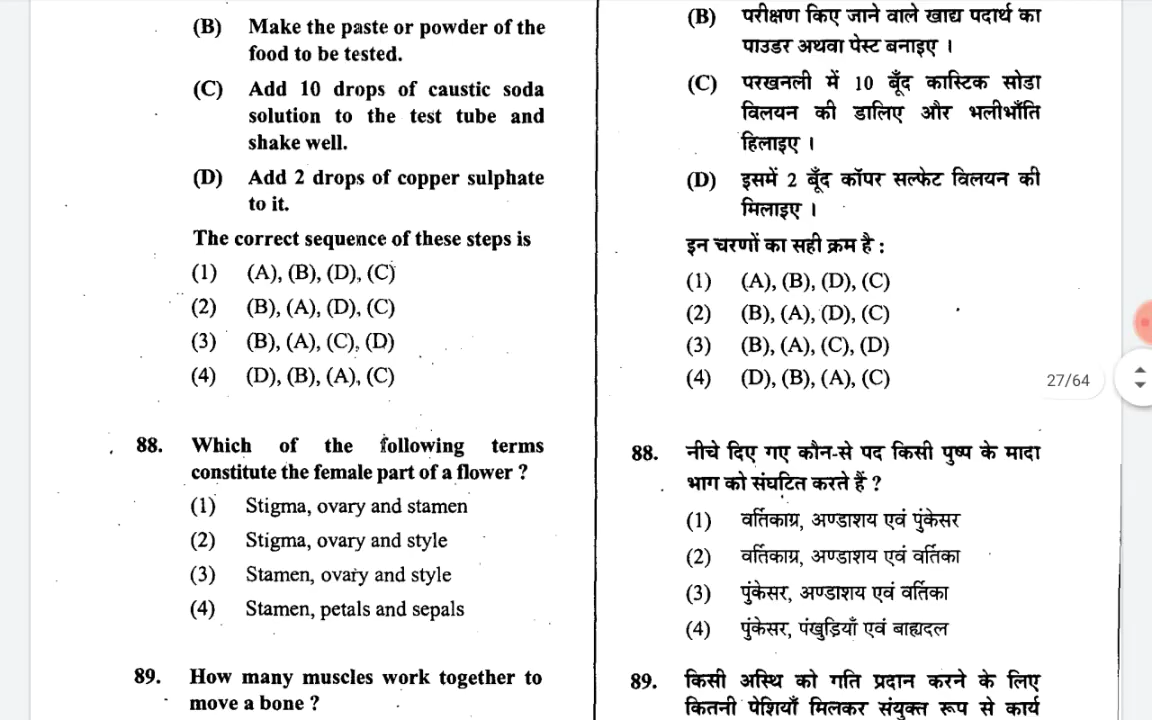 (B) Make the paste or powder of the
food to be tested.
(C) Add 10 drops of caustic soda
solution to the test tube and
shake well.
(D) Add 2 drops of copper sulphate
to it.
The correct sequence of these steps is
(1) (A), (B), (D), (C)
(2) (B), (A), (D), (C)
(3) (B), (A), (C), (D)
(4) (D), (B), (A), (C)
88. Which of the following terms
constitute the female part of a flower ?
(1) Stigma, ovary and stamen
(2) Stigma, ovary and style
(3) Stamen, ovary and style
(4) Stamen, petals and sepals
89. How many muscles work together to
move a bone ?
(B) परीक्षण किए जाने वाले खाद्य पदार्थ का
पाउडर अथवा पेस्ट बनाइए ।
(C) परखनली में 10 बूँद कास्टिक सोडा
विलयन की डालिए और भलीभाँति
हिलाइए ।
(D) इसमें 2 बूँद कॉपर सल्फेट विलयन की
मिलाइए ।
इन चरणों का सही क्रम है :
(1) (A), (B), (D), (C)
(2) (B), (A), (D), (C)
(3) (B), (A), (C), (D)
(4) (D), (B), (A), (C)
88. नीचे दिए गए कौन-से पद किसी पुष्प के मादा
भाग को संघटित करते हैं ?
(1) वर्तिकाग्र, अण्डाशय एवं पुंकेसर
(2) वर्तिकाग्र, अण्डाशय एवं वर्तिका
(3) पुंकेसर, अण्डाशय एवं वर्तिका
(4) पुंकेसर, पंखुड़ियाँ एवं बाह्यदल
89. किसी अस्थि को गति प्रदान करने के लिए
कितनी पेशियाँ मिलकर संयुक्त रूप से कार्य
27/64